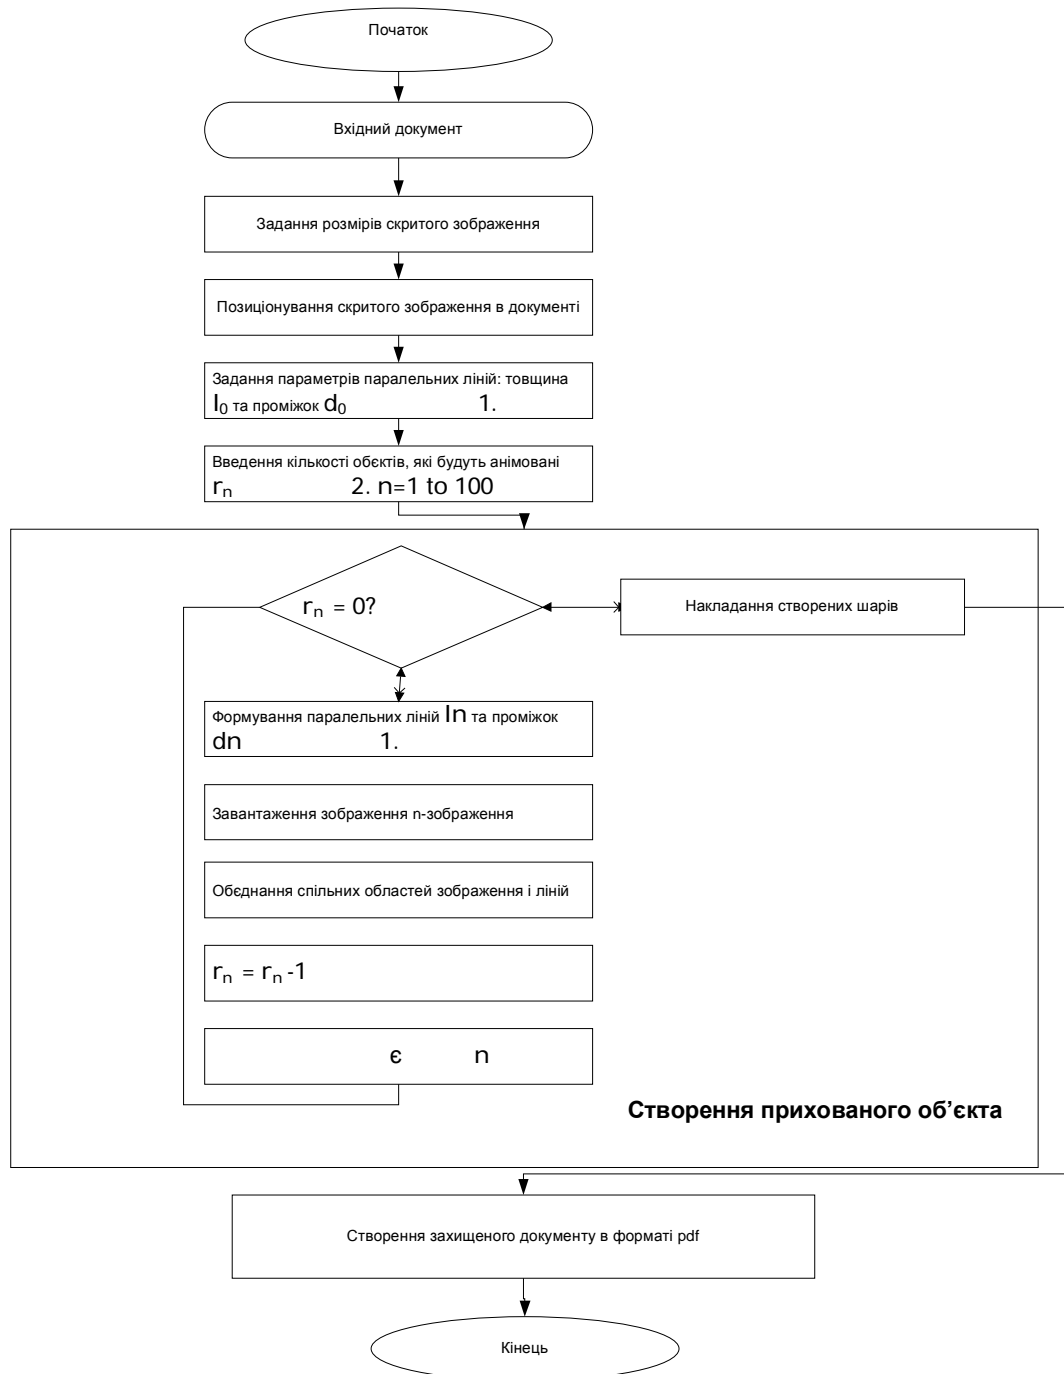 Початок
Вхідний документ
Задання розмірів скритого зображення
Позиціонування скритого зображення в документі
Задання параметрів паралельних ліній: товщина
l₀ та проміжок d₀ 1.
Введення кількості обєктів, які будуть анімовані
rₙ 2. n=1 to 100
rₙ = 0?
Накладання створених шарів
Формування паралельних ліній ln та проміжок
dn 1.
Завантаження зображення n-зображення
Обєднання спільних областей зображення і ліній
rₙ = rₙ -1
є n
Створення прихованого об’єкта
Створення захищеного документу в форматі pdf
Кінець